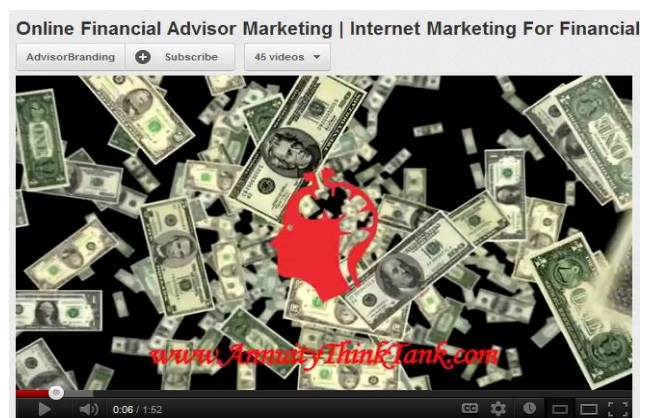 Online Financial Advisor Marketing | Internet Marketing For Financial
AdvisorBranding + Subscribe 45 videos
www.AnnuityThinkTank.com
0:06 / 1:52 CC